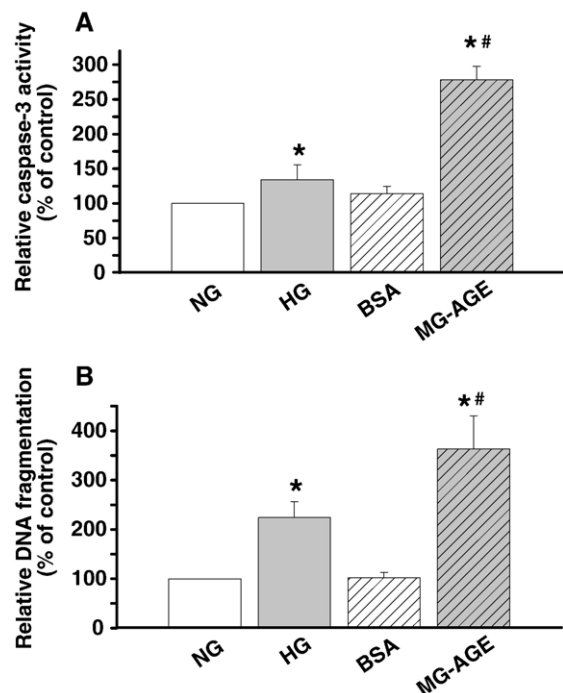 A
Relative caspase-3 activity
(% of control)
300
250
200
150
100
50
0
*
* #
NG
HG
BSA
MG-AGE
B
Relative DNA fragmentation
(% of control)
400
300
200
100
0
*
* #
NG
HG
BSA
MG-AGE